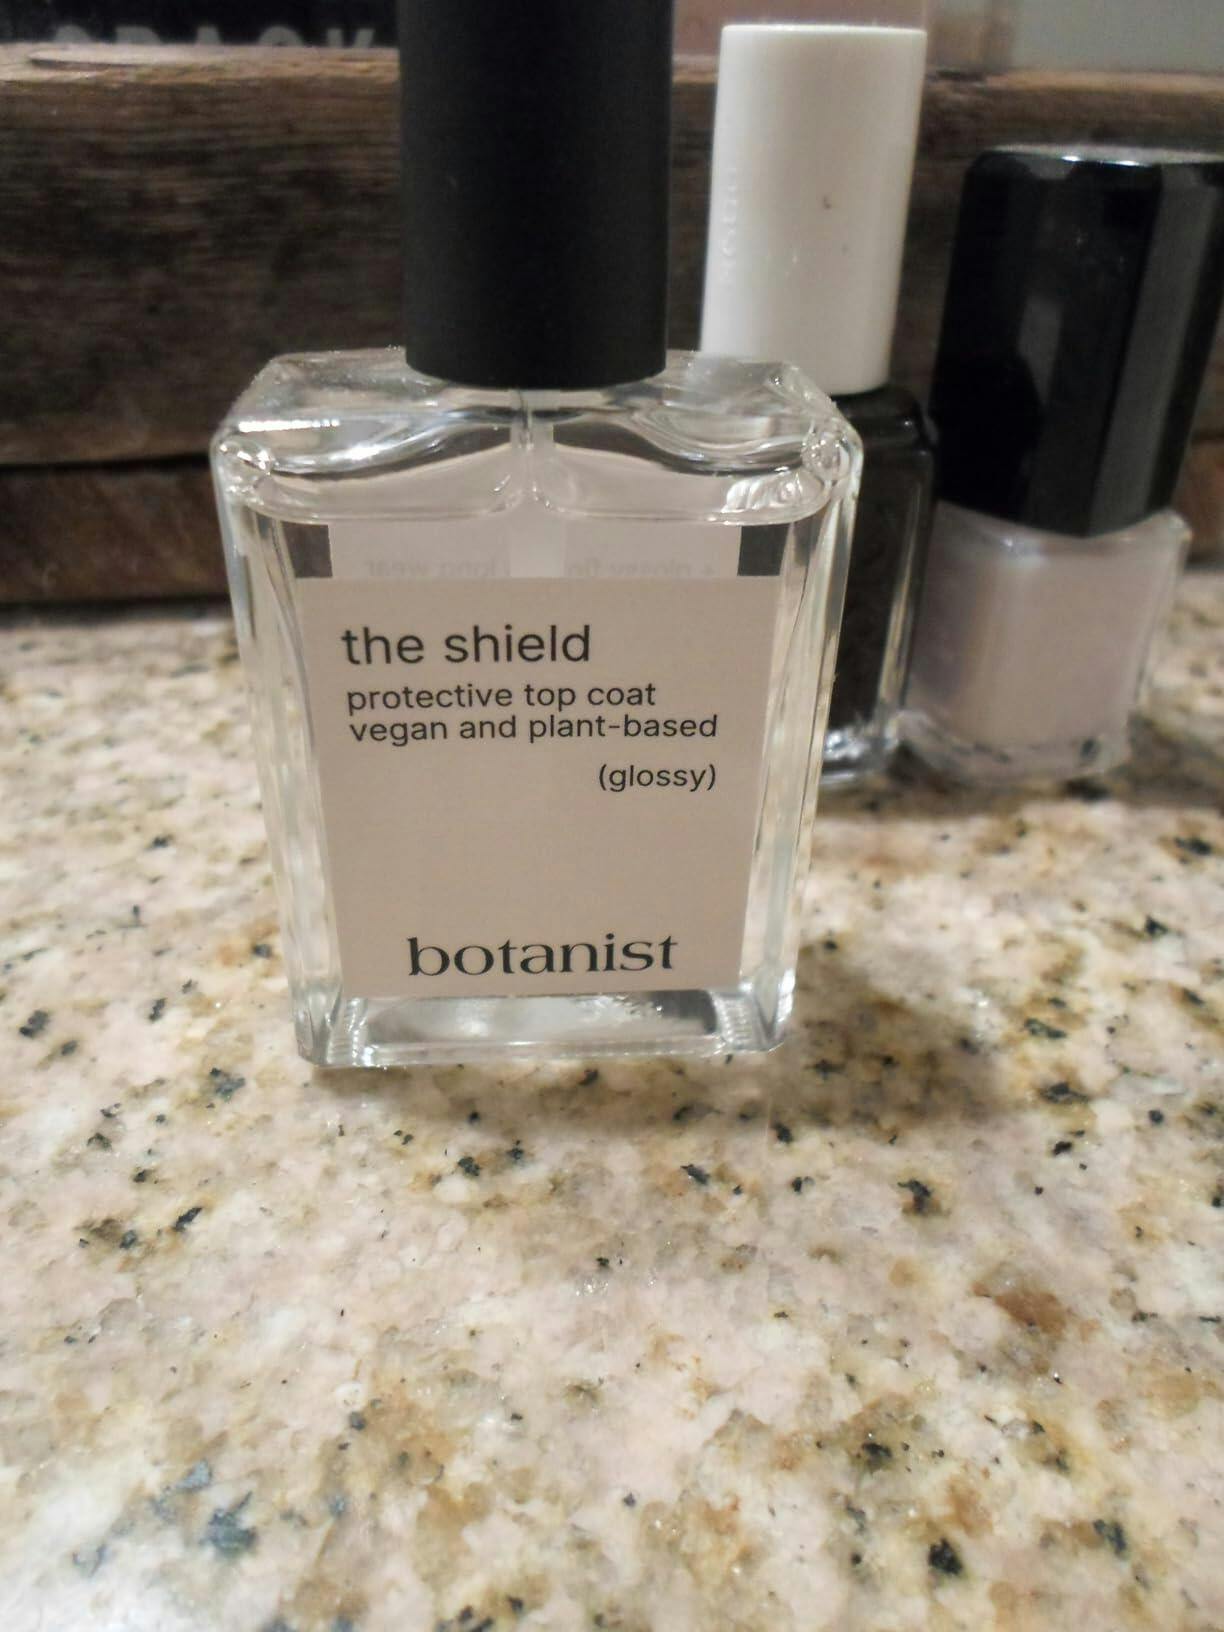 the shield
protective top coat
vegan and plant-based
(glossy)
botanist